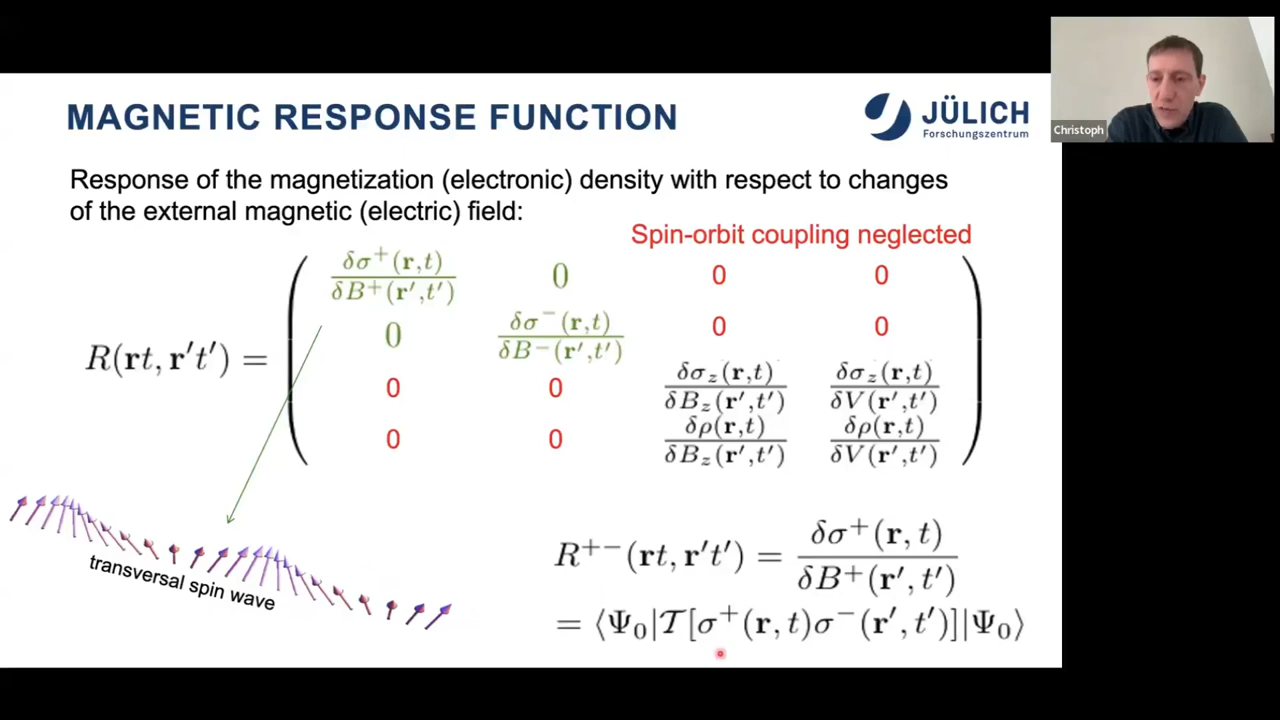 MAGNETIC RESPONSE FUNCTION
JÜLICH
Forschungszentrum
Christoph
Response of the magnetization (electronic) density with respect to changes
of the external magnetic (electric) field:
Spin-orbit coupling neglected
R(rt, r′t′) =
δσ⁺(r,t)/δB⁺(r′,t′) 0 0 0
0 δσ⁻(r,t)/δB⁻(r′,t′) 0 0
0 0 δσ_z(r,t)/δB_z(r′,t′) δσ_z(r,t)/δV(r′,t′)
0 0 δρ(r,t)/δB_z(r′,t′) δρ(r,t)/δV(r′,t′)
transversal spin wave
R⁺⁻(rt, r′t′) = δσ⁺(r, t)/δB⁺(r′, t′)
= ⟨Ψ₀|𝒯[σ⁺(r, t)σ⁻(r′, t′)]|Ψ₀⟩